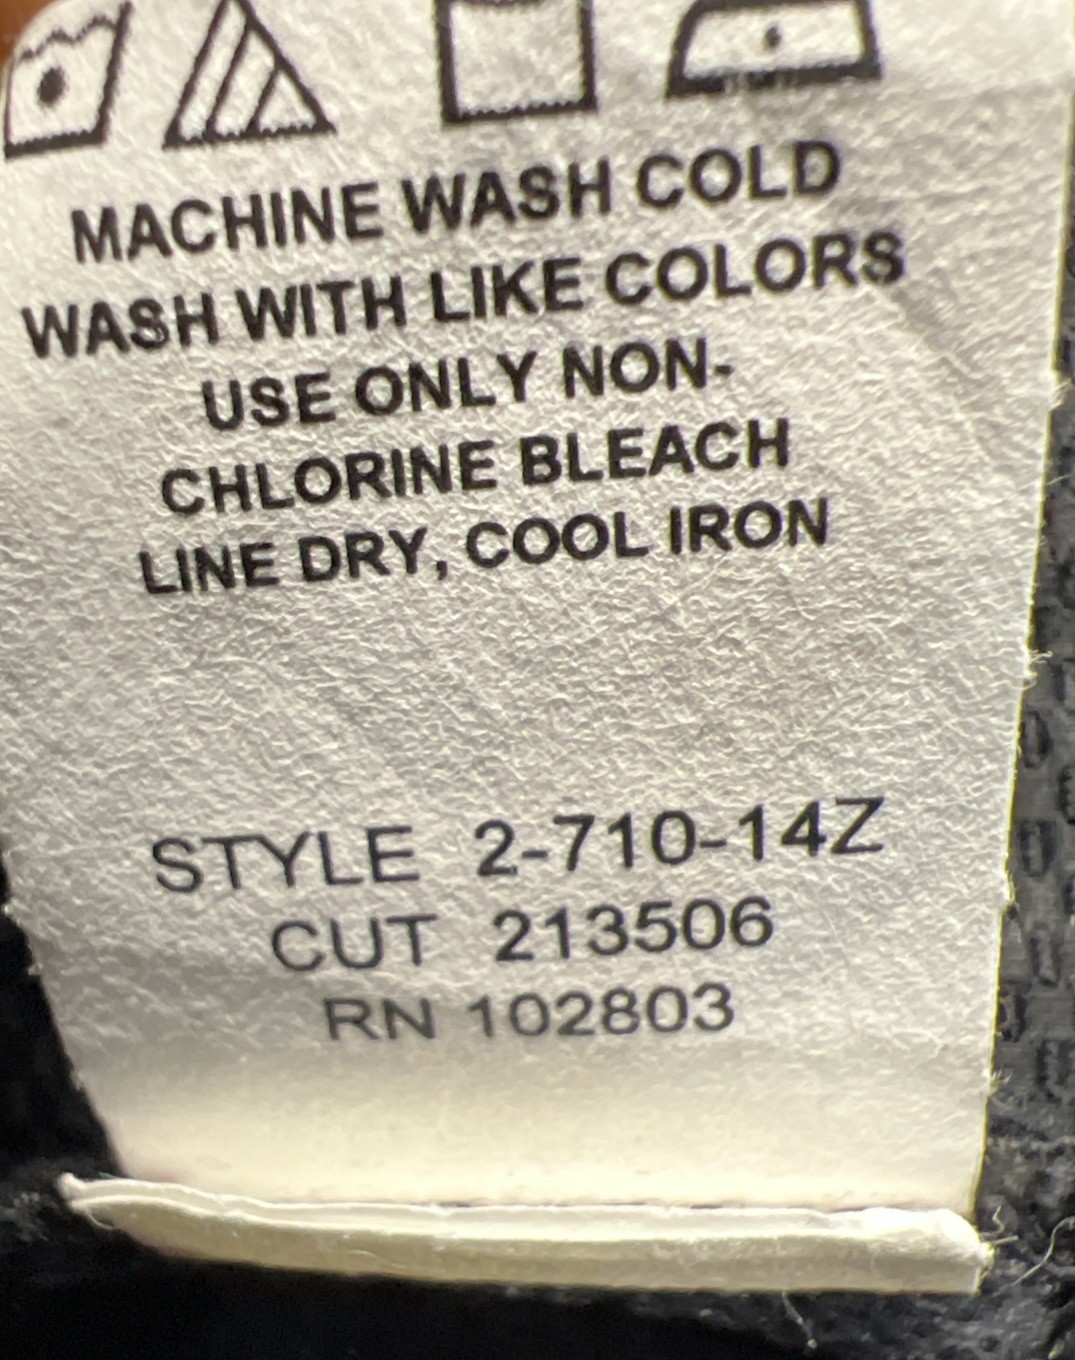 MACHINE WASH COLD
WASH WITH LIKE COLORS
USE ONLY NON-
CHLORINE BLEACH
LINE DRY, COOL IRON
STYLE 2-710-14Z
CUT 213506
RN 102803